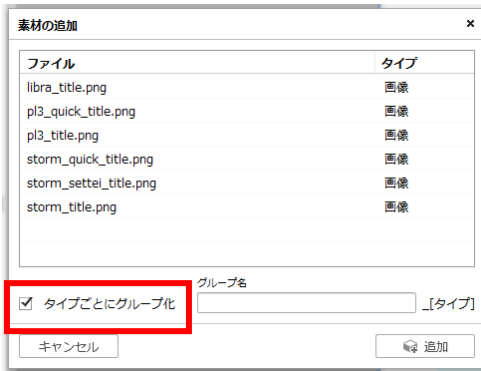 素材の追加 ×
ファイル タイプ
libra_title.png 画像
pl3_quick_title.png 画像
pl3_title.png 画像
storm_quick_title.png 画像
storm_settei_title.png 画像
storm_title.png 画像
グループ名
タイプごとにグループ化 _[タイプ]
キャンセル 追加